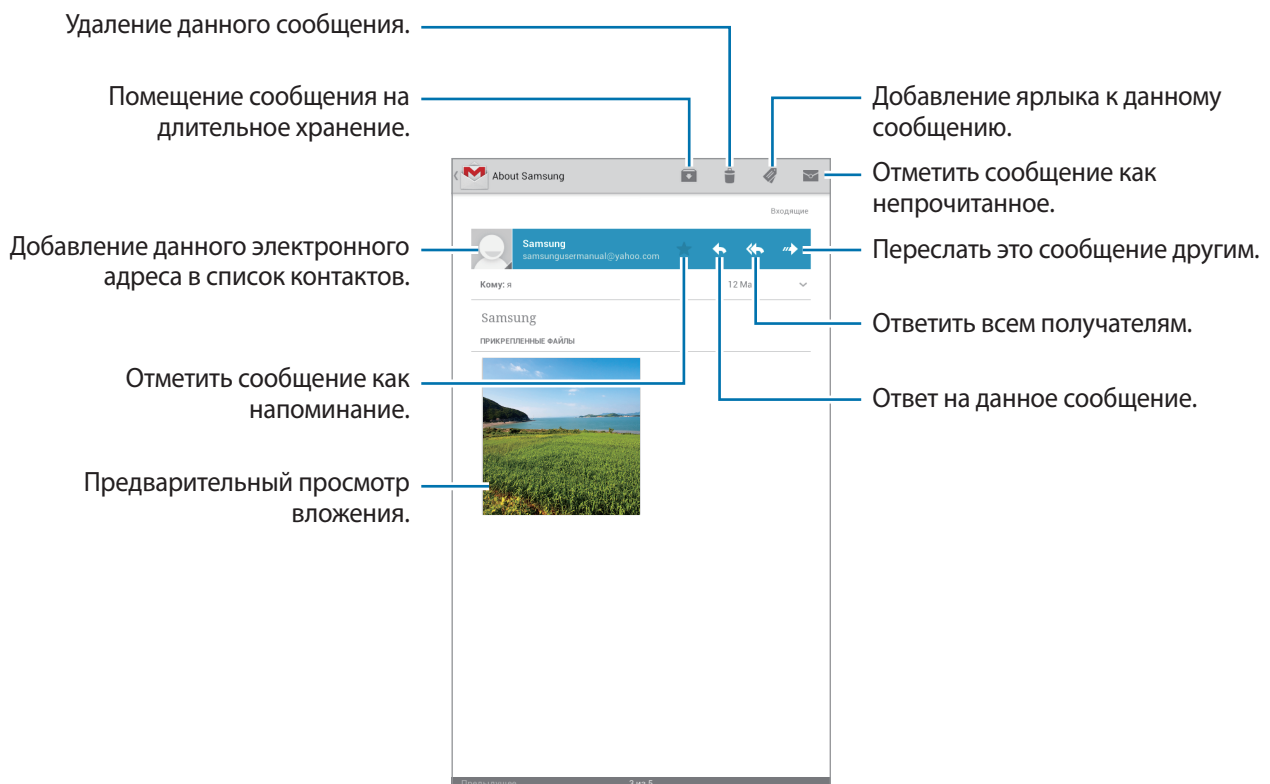 Удаление данного сообщения.
Помещение сообщения на
длительное хранение.
Добавление ярлыка к данному
сообщению.
About Samsung
Отметить сообщение как
непрочитанное.
Входящие
Добавление данного электронного
адреса в список контактов.
Samsung
samsungusermanual@yahoo.com
Переслать это сообщение другим.
Кому: я
12 Ма
Samsung
ПРИКРЕПЛЕННЫЕ ФАЙЛЫ
Ответить всем получателям.
Отметить сообщение как
напоминание.
Ответ на данное сообщение.
Предварительный просмотр
вложения.